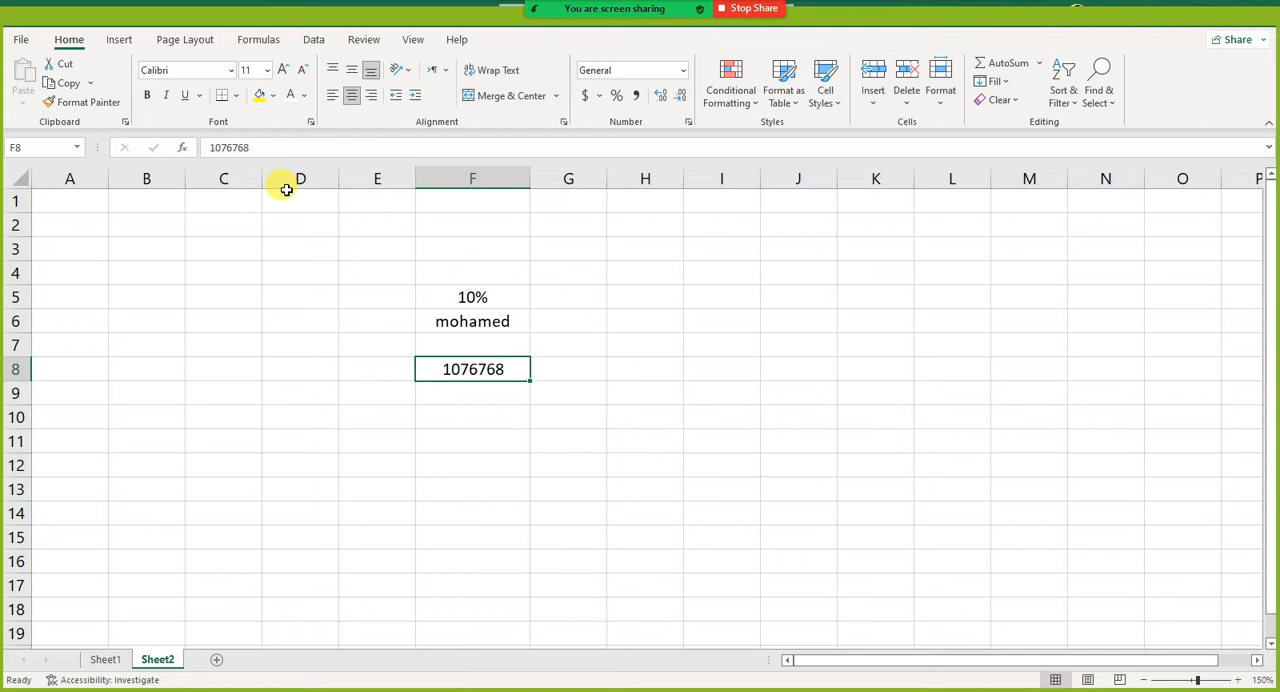 You are screen sharing Stop Share
File Home Insert Page Layout Formulas Data Review View Help Share
Paste Cut Copy Format Painter Clipboard
Calibri 11 A A B I U A Font
Wrap Text Merge & Center Alignment
General $ % , Number
Conditional Formatting Format as Table Cell Styles Styles
Insert Delete Format Cells
AutoSum Fill Clear Sort & Filter Find & Select Editing
F8 fx 1076768
A B C D E F G H I J K L M N O P
1
2
3
4
5 10%
6 mohamed
7
8 1076768
9
10
11
12
13
14
15
16
17
18
19
Sheet1 Sheet2
Ready Accessibility: Investigate 150%